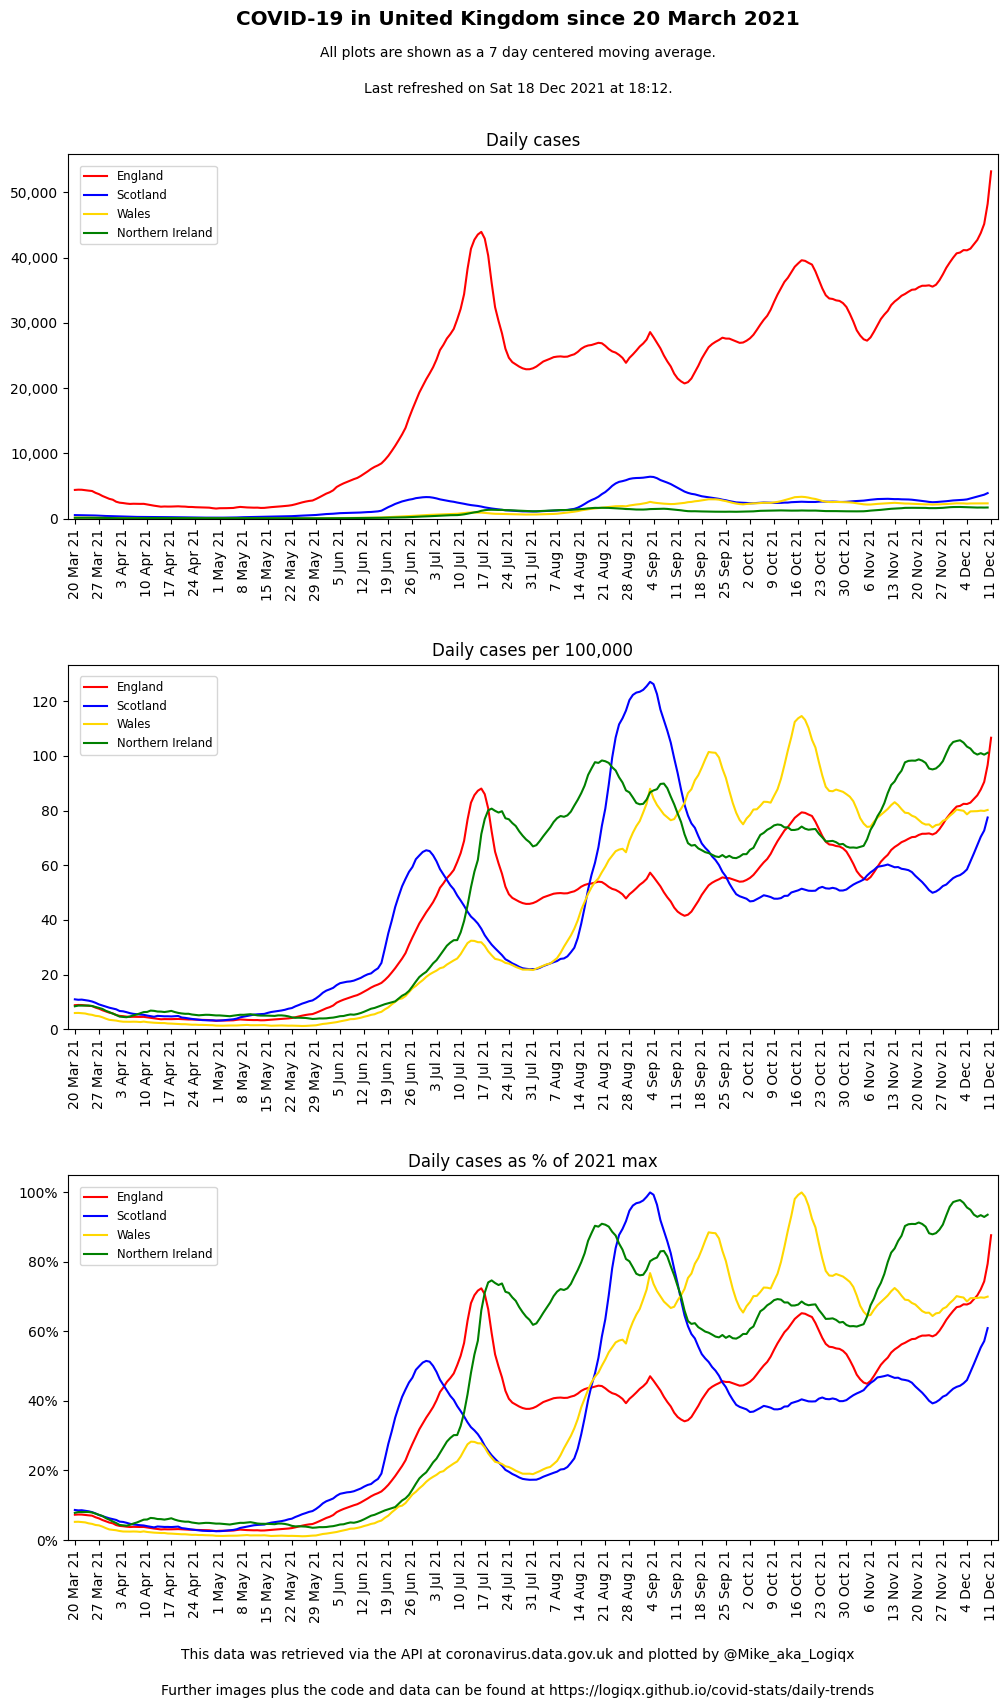 COVID-19 in United Kingdom since 20 March 2021
All plots are shown as a 7 day centered moving average.
Last refreshed on Sat 18 Dec 2021 at 18:12.
Daily cases
England
Scotland
Wales
Northern Ireland
50,000
40,000
30,000
20,000
10,000
0
20 Mar 21
27 Mar 21
3 Apr 21
10 Apr 21
17 Apr 21
24 Apr 21
1 May 21
8 May 21
15 May 21
22 May 21
29 May 21
5 Jun 21
12 Jun 21
19 Jun 21
26 Jun 21
3 Jul 21
10 Jul 21
17 Jul 21
24 Jul 21
31 Jul 21
7 Aug 21
14 Aug 21
21 Aug 21
28 Aug 21
4 Sep 21
11 Sep 21
18 Sep 21
25 Sep 21
2 Oct 21
9 Oct 21
16 Oct 21
23 Oct 21
30 Oct 21
6 Nov 21
13 Nov 21
20 Nov 21
27 Nov 21
4 Dec 21
11 Dec 21
Daily cases per 100,000
England
Scotland
Wales
Northern Ireland
120
100
80
60
40
20
0
20 Mar 21
27 Mar 21
3 Apr 21
10 Apr 21
17 Apr 21
24 Apr 21
1 May 21
8 May 21
15 May 21
22 May 21
29 May 21
5 Jun 21
12 Jun 21
19 Jun 21
26 Jun 21
3 Jul 21
10 Jul 21
17 Jul 21
24 Jul 21
31 Jul 21
7 Aug 21
14 Aug 21
21 Aug 21
28 Aug 21
4 Sep 21
11 Sep 21
18 Sep 21
25 Sep 21
2 Oct 21
9 Oct 21
16 Oct 21
23 Oct 21
30 Oct 21
6 Nov 21
13 Nov 21
20 Nov 21
27 Nov 21
4 Dec 21
11 Dec 21
Daily cases as % of 2021 max
England
Scotland
Wales
Northern Ireland
100%
80%
60%
40%
20%
0%
20 Mar 21
27 Mar 21
3 Apr 21
10 Apr 21
17 Apr 21
24 Apr 21
1 May 21
8 May 21
15 May 21
22 May 21
29 May 21
5 Jun 21
12 Jun 21
19 Jun 21
26 Jun 21
3 Jul 21
10 Jul 21
17 Jul 21
24 Jul 21
31 Jul 21
7 Aug 21
14 Aug 21
21 Aug 21
28 Aug 21
4 Sep 21
11 Sep 21
18 Sep 21
25 Sep 21
2 Oct 21
9 Oct 21
16 Oct 21
23 Oct 21
30 Oct 21
6 Nov 21
13 Nov 21
20 Nov 21
27 Nov 21
4 Dec 21
11 Dec 21
This data was retrieved via the API at coronavirus.data.gov.uk and plotted by @Mike_aka_Logiqx
Further images plus the code and data can be found at https://logiqx.github.io/covid-stats/daily-trends